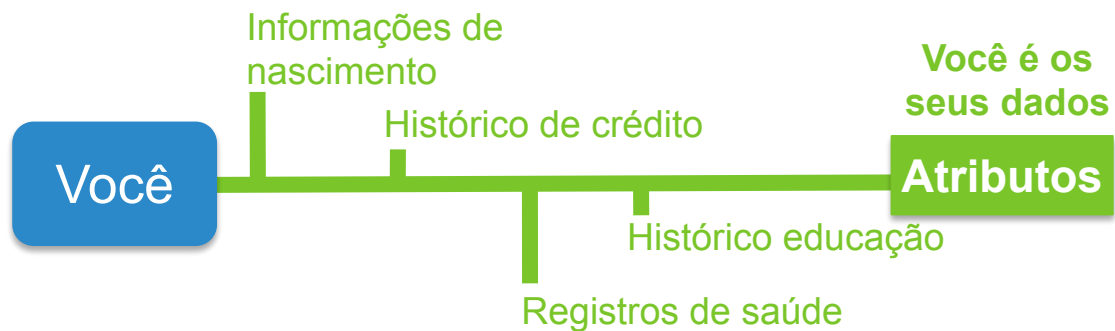 Informações de
nascimento
Você é os
seus dados
Histórico de crédito
Você
Atributos
Histórico educação
Registros de saúde